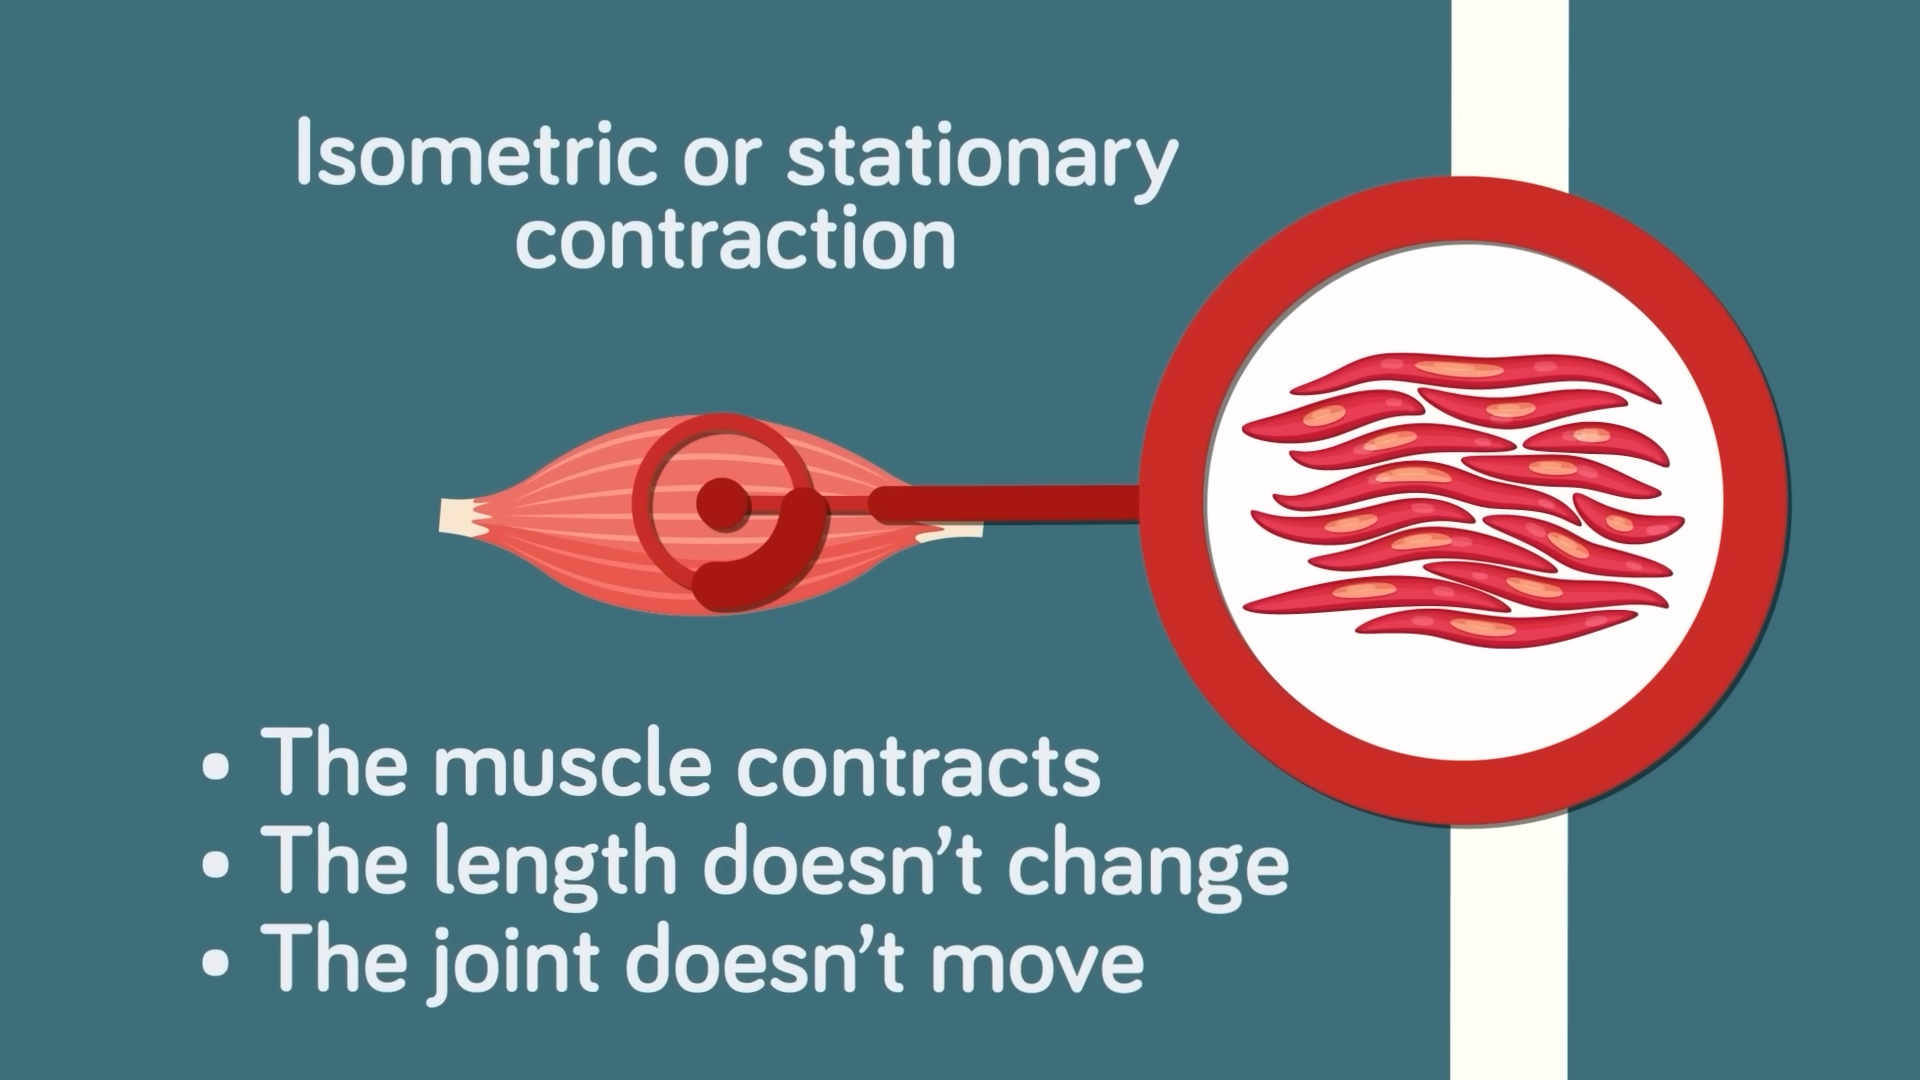 Isometric or stationary
contraction
• The muscle contracts
• The length doesn’t change
• The joint doesn’t move